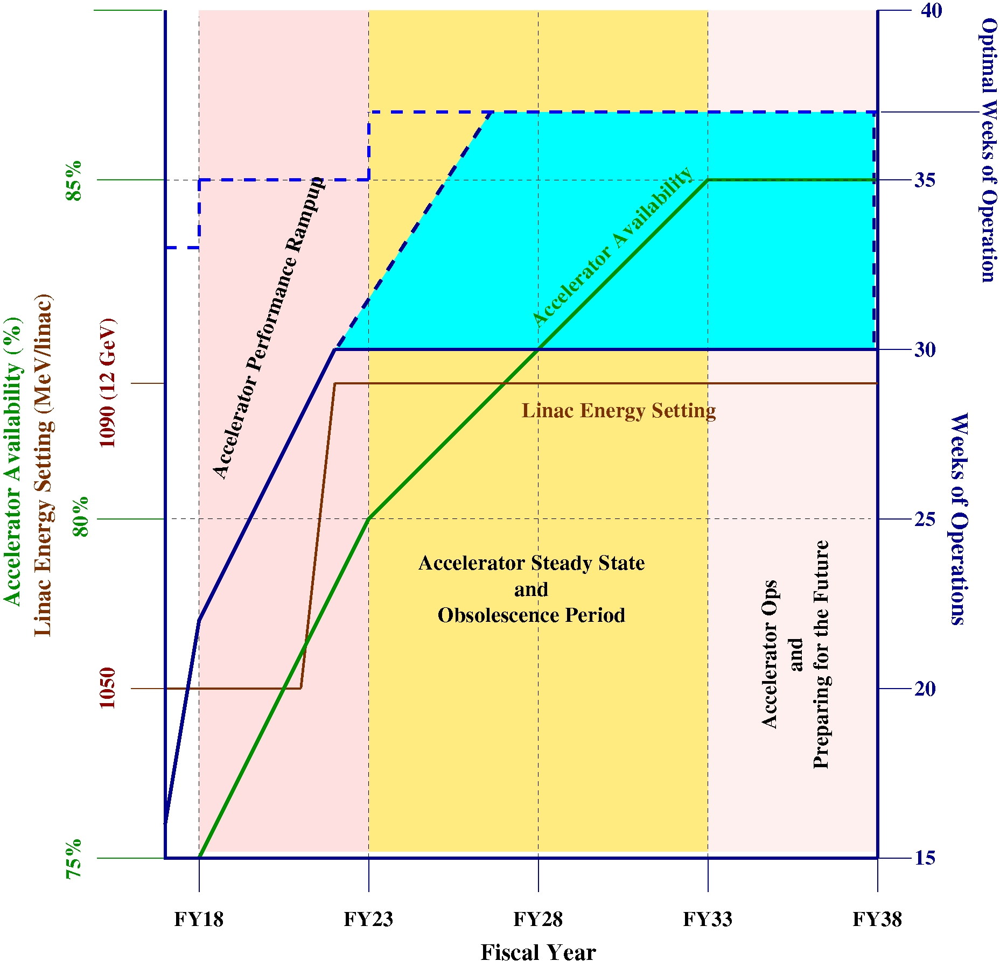 40
Optimal Weeks of Operation
85%
35
Accelerator Performance Rampup
Accelerator Availability
Accelerator Availability (%)
Linac Energy Setting (MeV/linac)
1090 (12 GeV)
30
Linac Energy Setting
Weeks of Operations
80%
25
Accelerator Steady State
and
Obsolescence Period
Accelerator Ops
and
Preparing for the Future
1050
20
75%
15
FY18
FY23
FY28
FY33
FY38
Fiscal Year